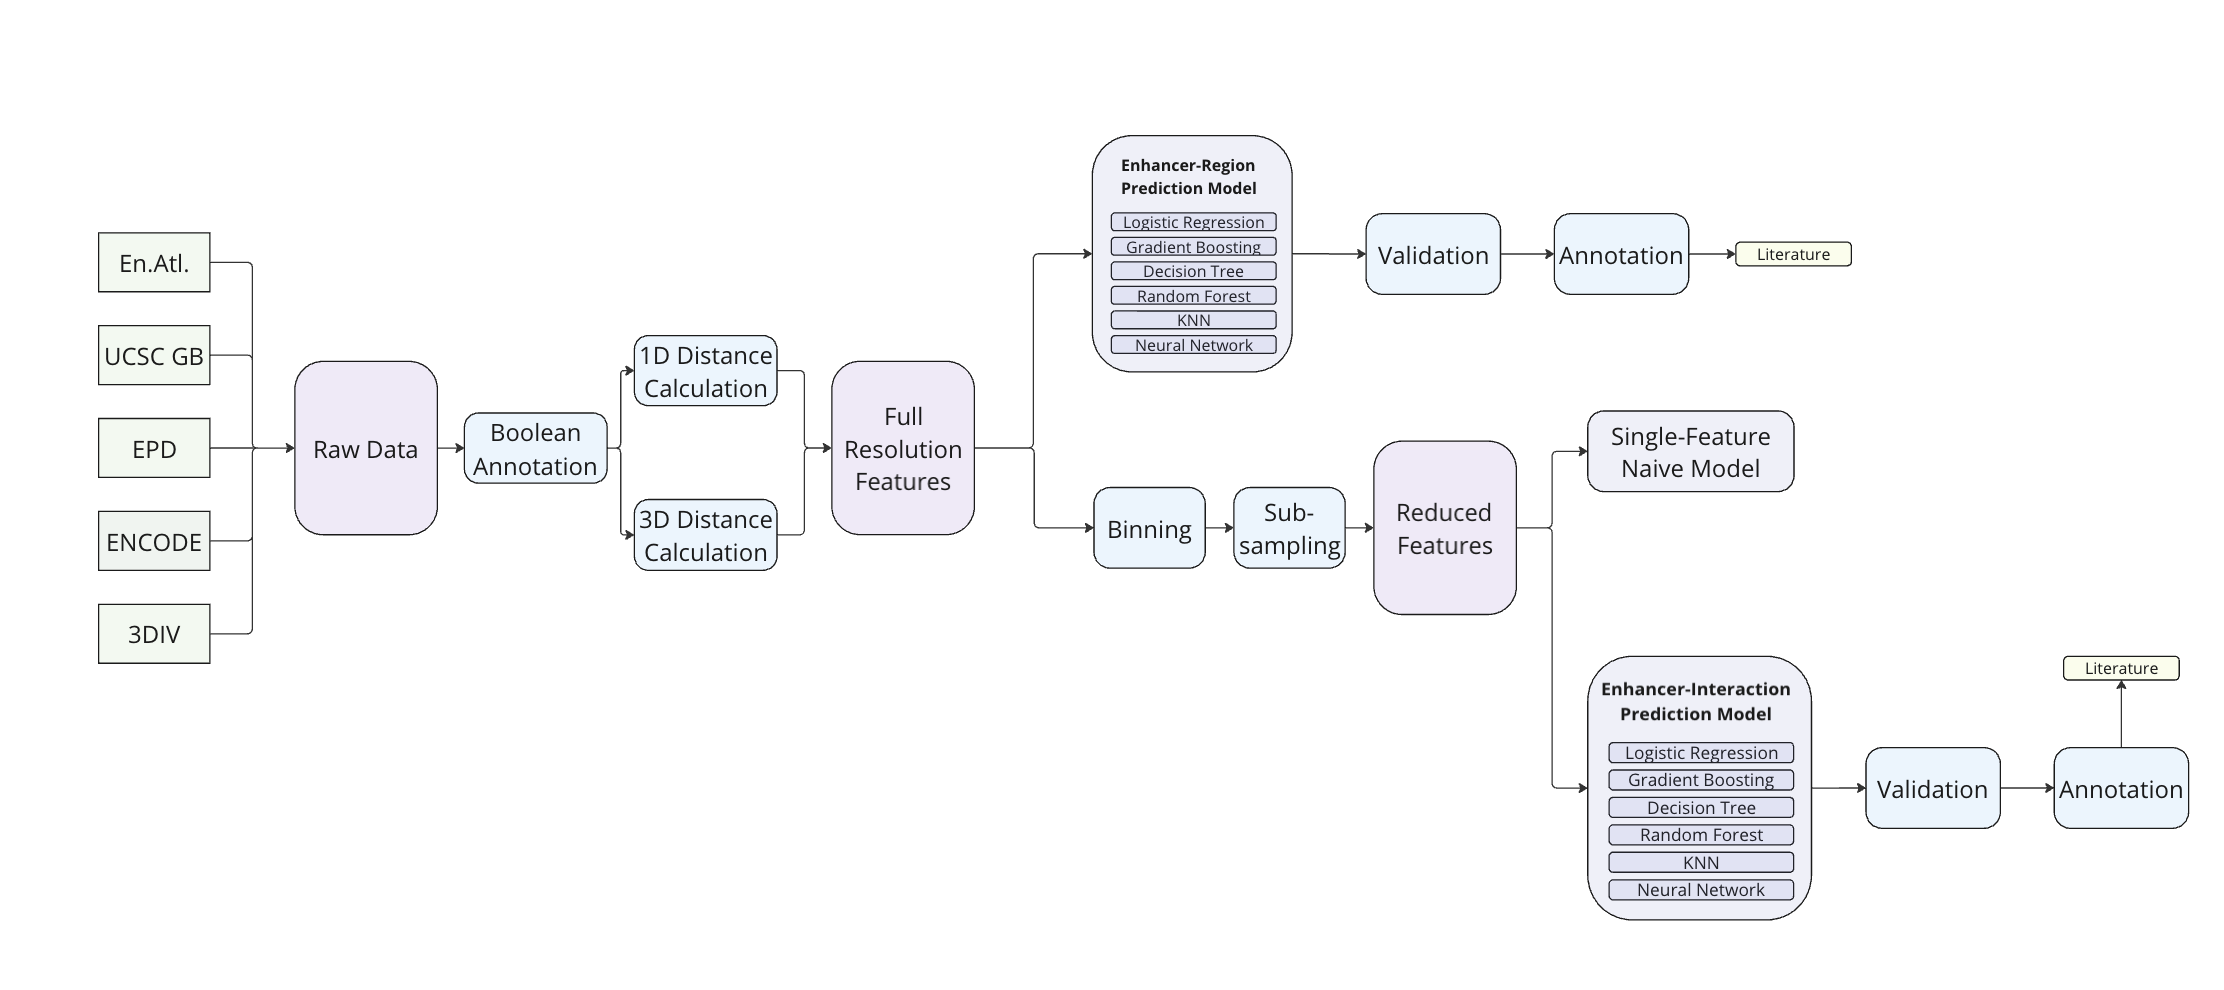 En.Atl.
UCSC GB
EPD
ENCODE
3DIV
Raw Data
Boolean
Annotation
1D Distance
Calculation
3D Distance
Calculation
Full
Resolution
Features
Enhancer-Region
Prediction Model
Logistic Regression
Gradient Boosting
Decision Tree
Random Forest
KNN
Neural Network
Validation
Annotation
Literature
Binning
Sub-
sampling
Reduced
Features
Single-Feature
Naive Model
Enhancer-Interaction
Prediction Model
Logistic Regression
Gradient Boosting
Decision Tree
Random Forest
KNN
Neural Network
Validation
Annotation
Literature